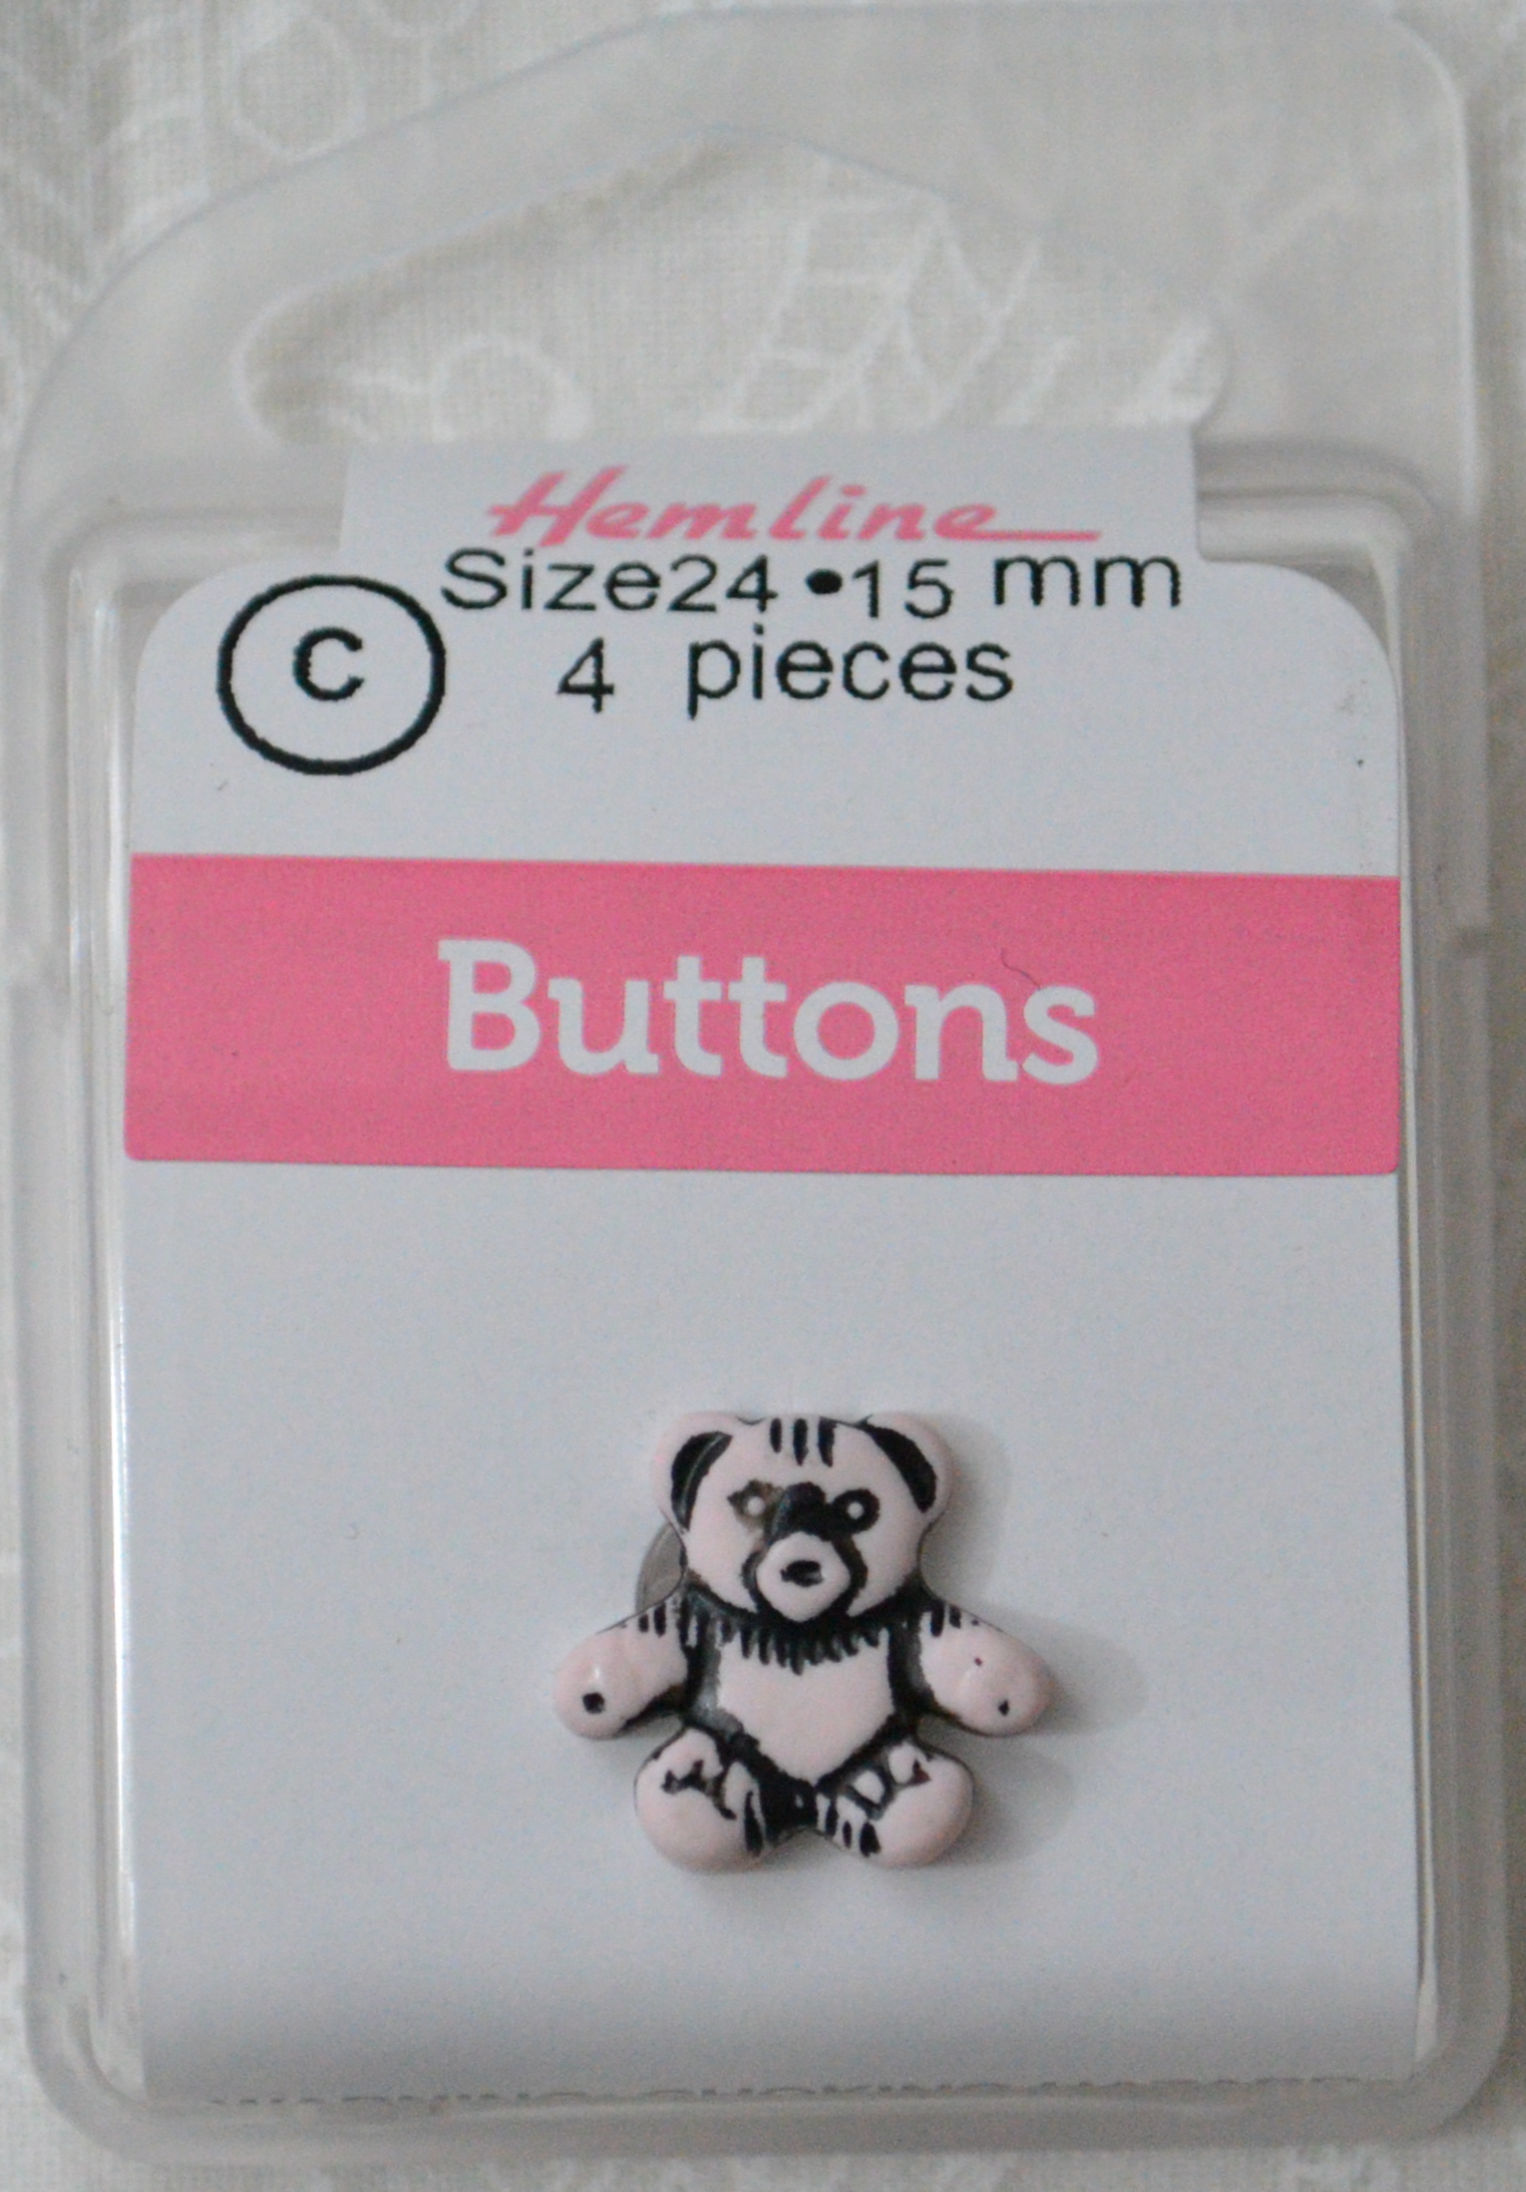 Hemline
Size24•15 mm
C
4 pieces
Buttons